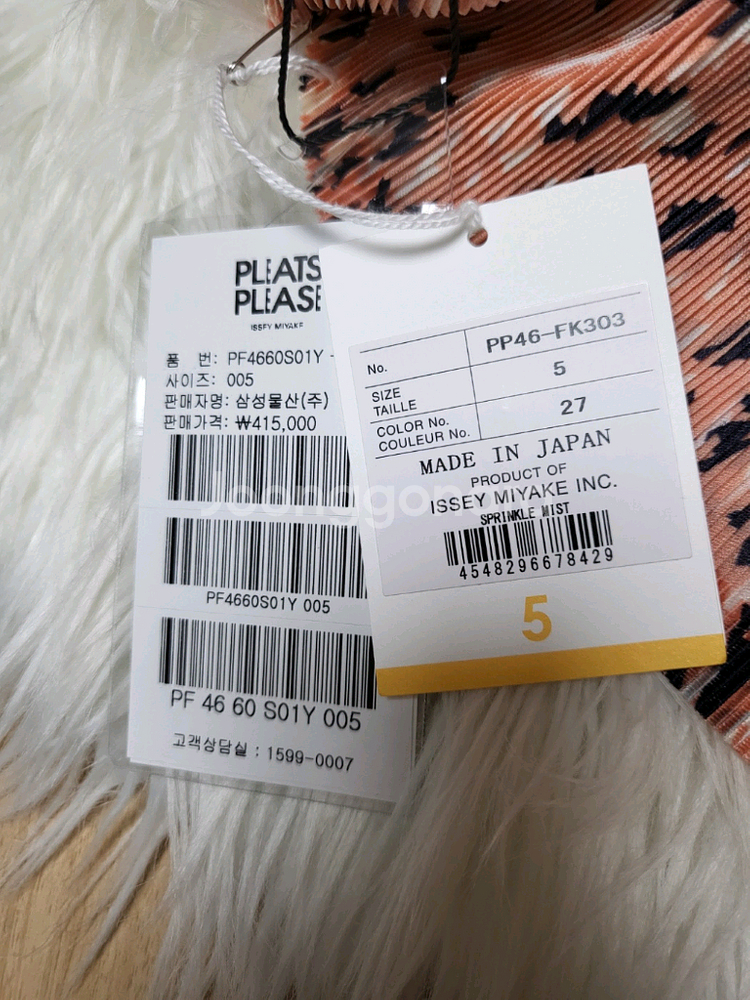 PLEATS
PLEASE
ISSEY MIYAKE
품 번: PF4660S01Y -
사이즈: 005
판매자명: 삼성물산(주)
판매가격: ₩415,000
PF4660S01Y 005
PF 46 60 S01Y 005
고객상담실 : 1599-0007
No. PP46-FK303
SIZE
TAILLE 5
COLOR No.
COULEUR No. 27
MADE IN JAPAN
PRODUCT OF
ISSEY MIYAKE INC.
SPRINKLE MIST
4548296678429
5